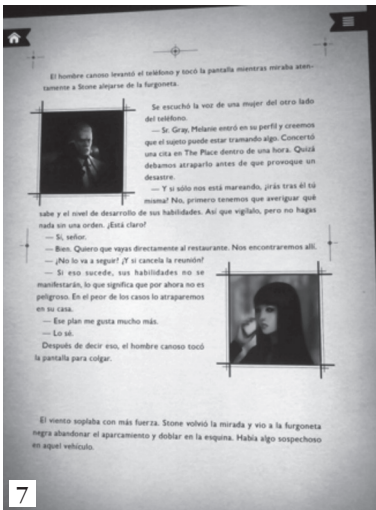 El hombre canoso levantó el teléfono y tocó la pantalla mientras miraba aten-
tamente a Stone alejarse de la furgoneta.
Se escuchó la voz de una mujer del otro lado
del teléfono.
— Sr. Gray, Melanie entró en su perfil y creemos
que el sujeto puede estar tramando algo. Concertó
una cita en The Place dentro de una hora. Quizá
debamos atraparlo antes de que provoque un
desastre.
— Y si sólo nos está mareando, ¿irás tras él tú
misma? No, primero tenemos que averiguar qué
sabe y el nivel de desarrollo de sus habilidades. Así que vigílalo, pero no hagas
nada sin una orden. ¿Está claro?
— Sí, señor.
— Bien. Quiero que vayas directamente al restaurante. Nos encontraremos allí.
— ¿No lo va a seguir? ¿Y si cancela la reunión?
— Si eso sucede, sus habilidades no se
manifestarán, lo que significa que por ahora no es
peligroso. En el peor de los casos lo atraparemos
en su casa.
— Ese plan me gusta mucho más.
— Lo sé.
Después de decir eso, el hombre canoso tocó
la pantalla para colgar.
El viento soplaba con más fuerza. Stone volvió la mirada y vio a la furgoneta
negra abandonar el aparcamiento y doblar en la esquina. Había algo sospechoso
en aquel vehículo.
7